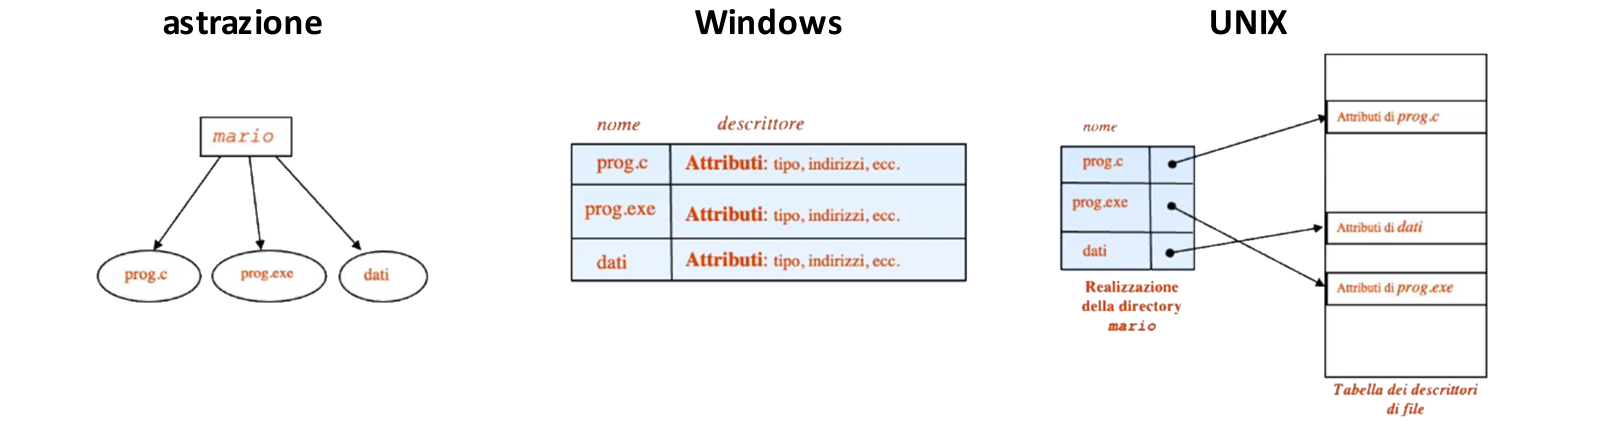 astrazione
mario
prog.c
prog.exe
dati
Windows
nome descrittore
prog.c Attributi: tipo, indirizzi, ecc.
prog.exe Attributi: tipo, indirizzi, ecc.
dati Attributi: tipo, indirizzi, ecc.
UNIX
nome
prog.c
prog.exe
dati
Realizzazione
della directory
mario
Attributi di prog.c
Attributi di dati
Attributi di prog.exe
Tabella dei descrittori
di file